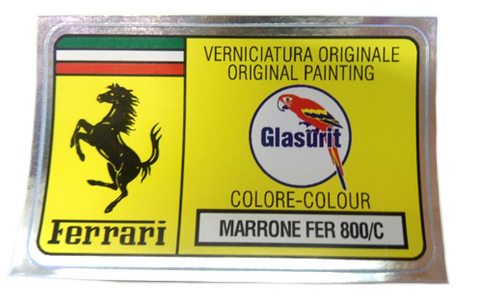 VERNICIATURA ORIGINALE
ORIGINAL PAINTING
Glasurit
COLORE-COLOUR
MARRONE FER 800/C
Ferrari